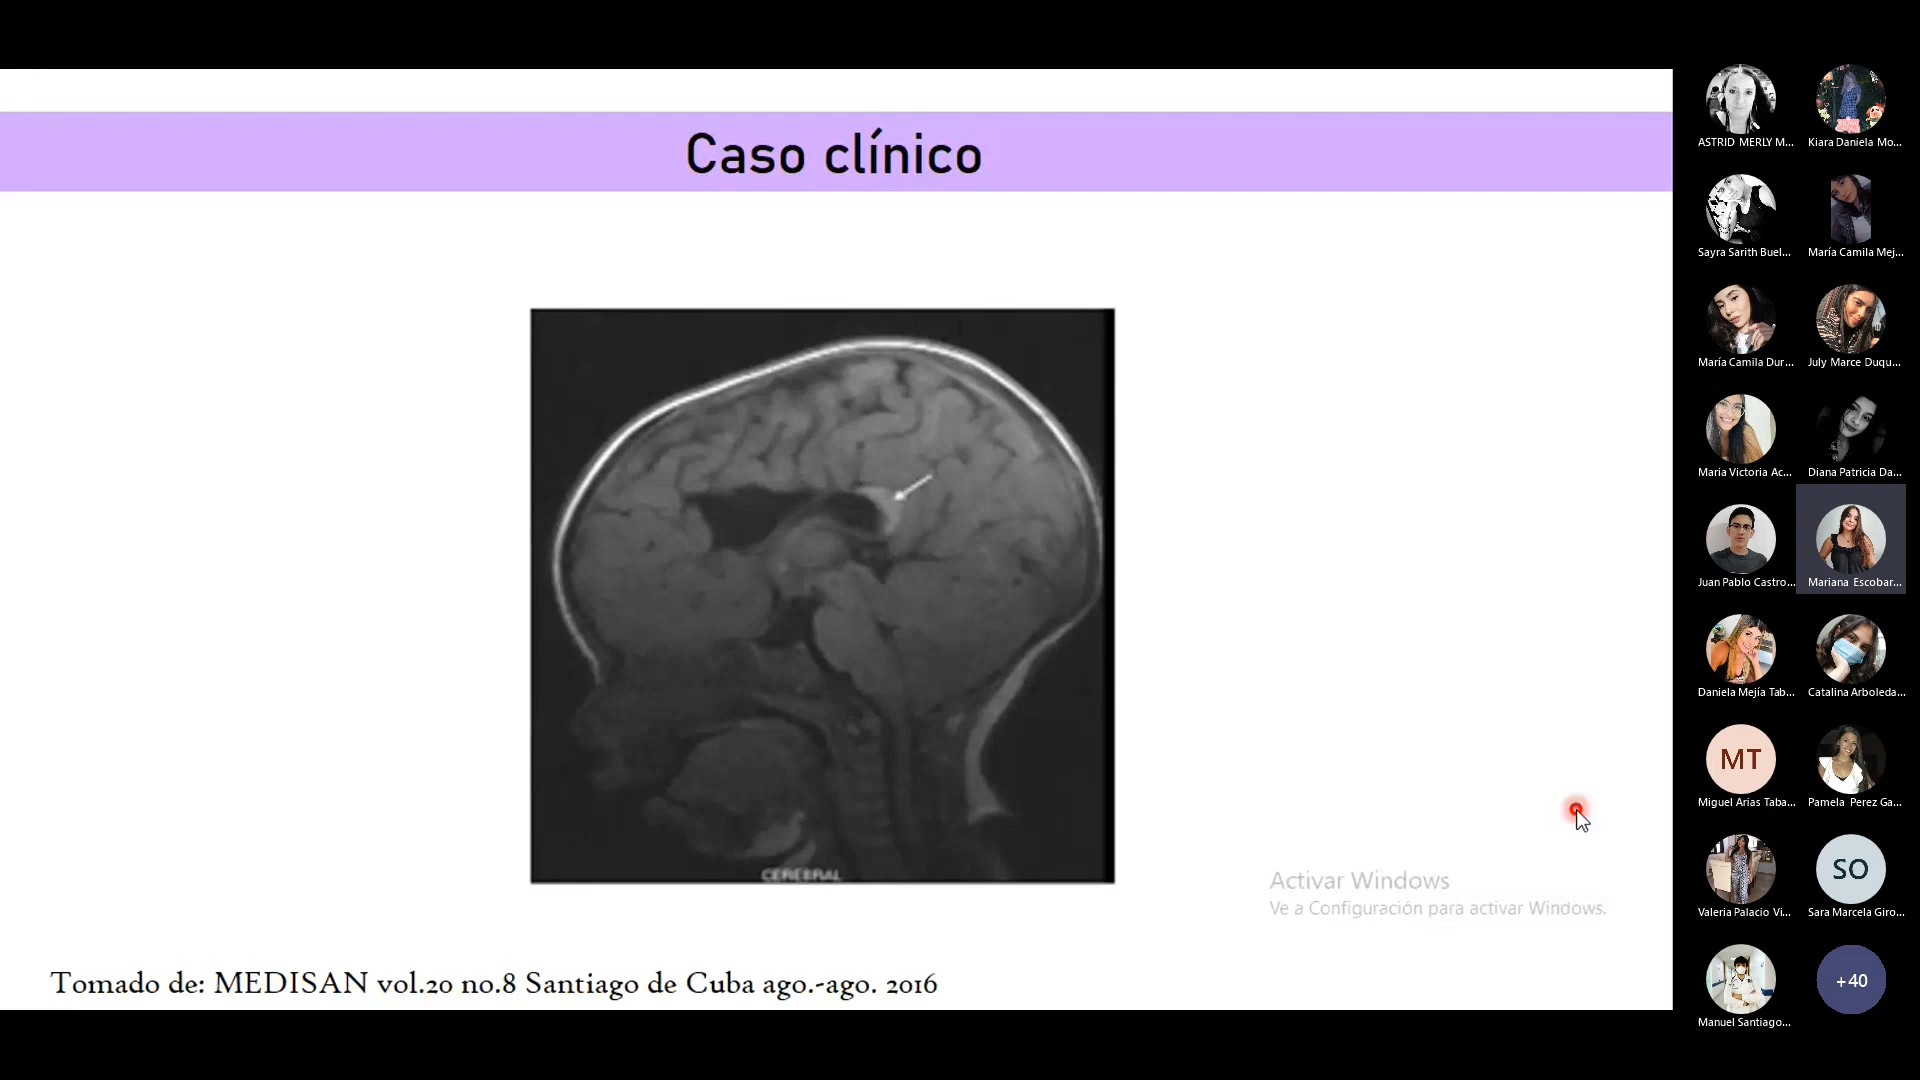 Caso clínico
CEREBRAL
Activar Windows
Ve a Configuración para activar Windows.
Tomado de: MEDISAN vol.20 no.8 Santiago de Cuba ago.-ago. 2016
ASTRID MERLY M...
Kiara Daniela Mo...
Sayra Sarith Buel...
María Camila Mej...
María Camila Dur...
July Marce Duqu...
Maria Victoria Ac...
Diana Patricia Da...
Juan Pablo Castro...
Mariana Escobar...
Daniela Mejía Tab...
Catalina Arboleda...
MT
Miguel Arias Taba...
Pamela Perez Ga...
Valeria Palacio Vi...
SO
Sara Marcela Giro...
Manuel Santiago...
+40